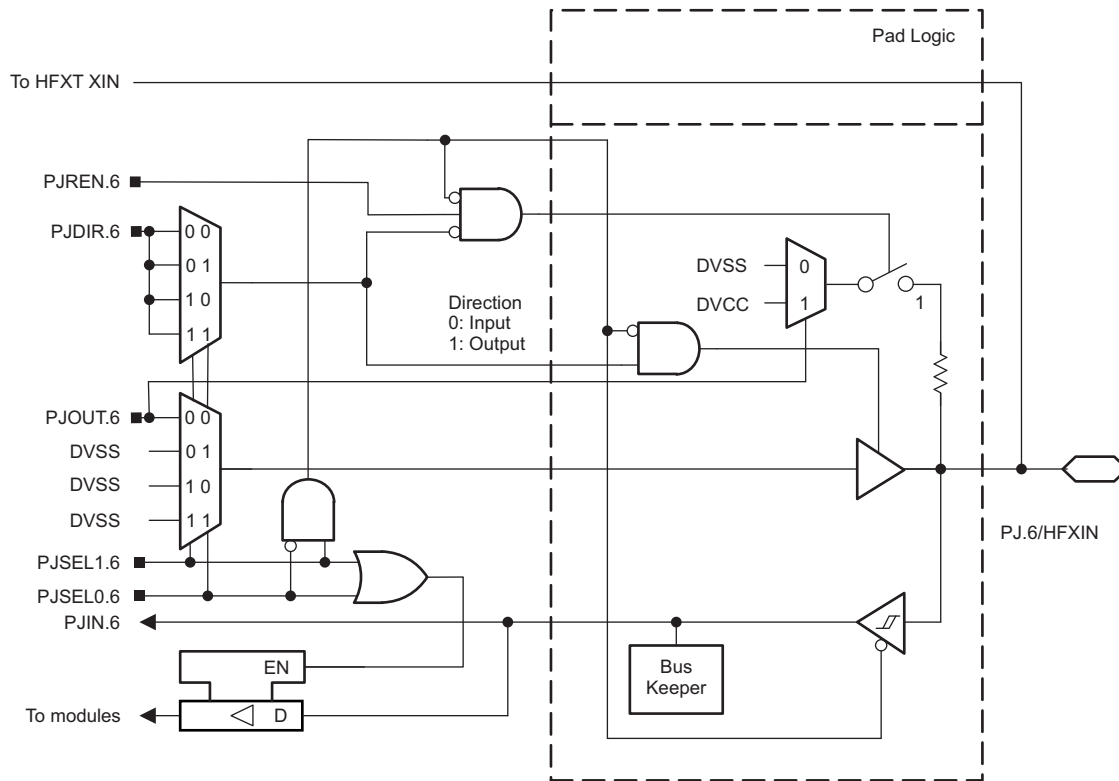 Pad Logic
To HFXT XIN
PJREN.6
PJDIR.6
0 0
0 1
1 0
1 1
Direction
0: Input
1: Output
DVSS
0
DVCC
1
1
PJOUT.6
0 0
DVSS
0 1
DVSS
1 0
DVSS
1 1
PJ.6/HFXIN
PJSEL1.6
PJSEL0.6
PJIN.6
EN
Bus
Keeper
To modules
D